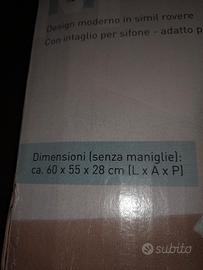 Design moderno in simil rovere
Con intaglio per sifone - adatto p
Dimensioni (senza maniglie):
ca. 60 x 55 x 28 cm (L x A x P)
subito